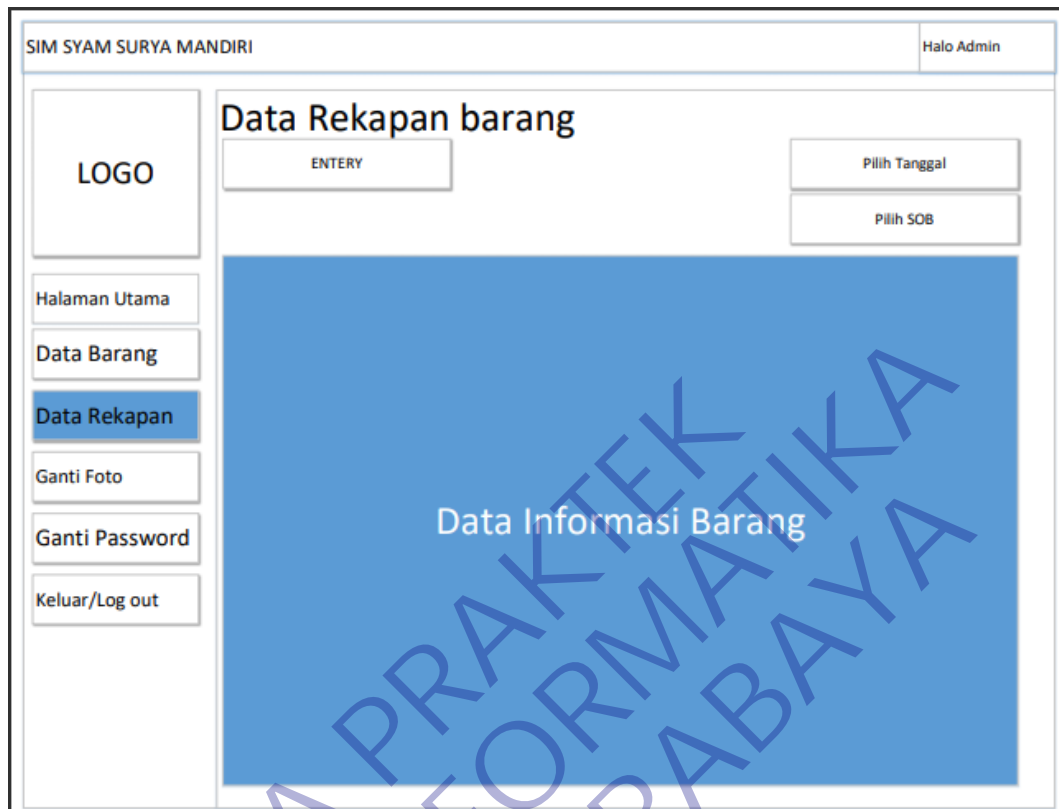 SIM SYAM SURYA MANDIRI
Halo Admin
LOGO
Data Rekapan barang
ENTERY
Pilih Tanggal
Pilih SOB
Halaman Utama
Data Barang
Data Rekapan
Ganti Foto
Ganti Password
Keluar/Log out
Data Informasi Barang
A PRAKTEK
FORMATIKA
RABAYA